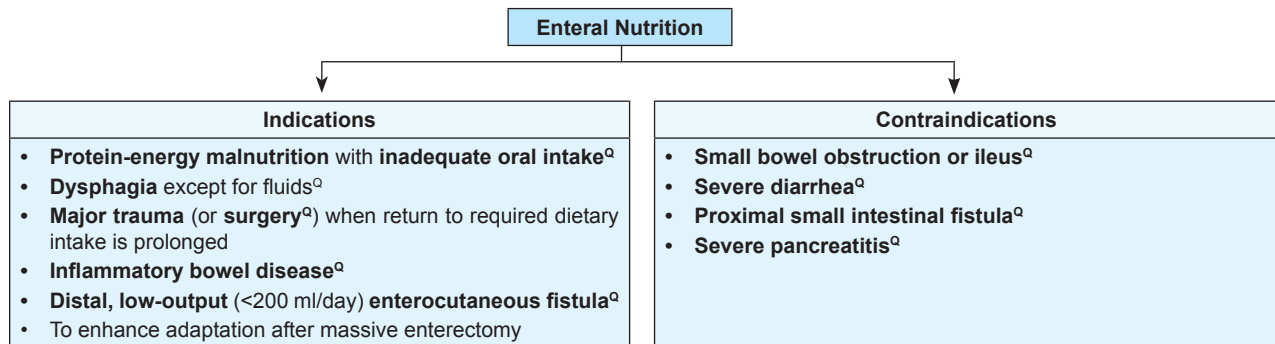 Enteral Nutrition
Indications
• Protein-energy malnutrition with inadequate oral intakeQ
• Dysphagia except for fluidsQ
• Major trauma (or surgeryQ) when return to required dietary
intake is prolonged
• Inflammatory bowel diseaseQ
• Distal, low-output (<200 ml/day) enterocutaneous fistulaQ
• To enhance adaptation after massive enterectomy
Contraindications
• Small bowel obstruction or ileusQ
• Severe diarrheaQ
• Proximal small intestinal fistulaQ
• Severe pancreatitisQ